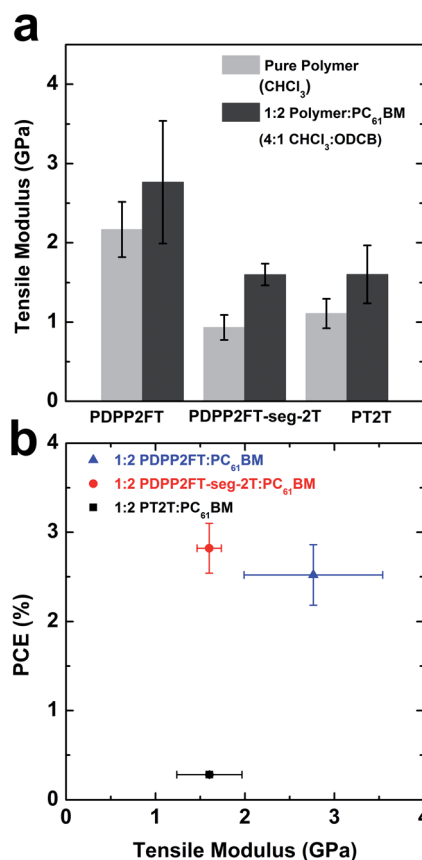 a
Pure Polymer
(CHCl₃)
1:2 Polymer:PC₆₁BM
(4:1 CHCl₃:ODCB)
Tensile Modulus (GPa)
4
3
2
1
0
PDPP2FT PDPP2FT-seg-2T PT2T
b
1:2 PDPP2FT:PC₆₁BM
1:2 PDPP2FT-seg-2T:PC₆₁BM
1:2 PT2T:PC₆₁BM
PCE (%)
4
3
2
1
0
0 1 2 3 4
Tensile Modulus (GPa)